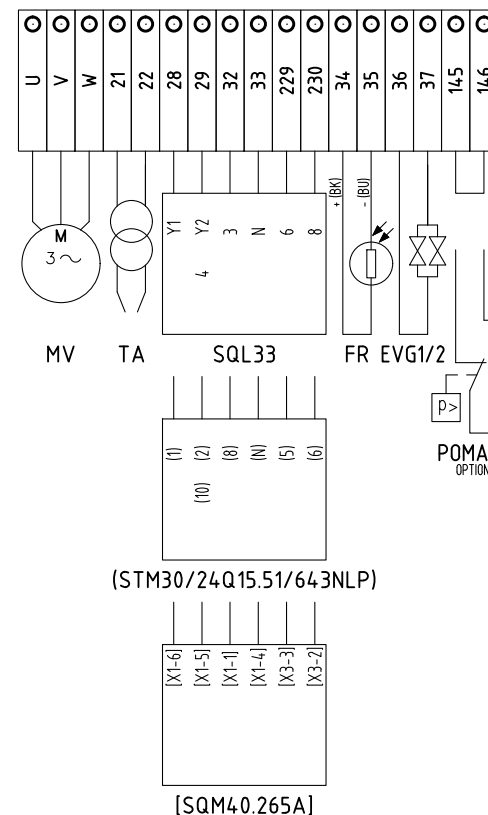 U V W 21 22 28 29 32 33 229 230 34 35 36 37 145 146
+ (BK) - (BU)
Y1 Y2 3 N 6 8
4
M
3~
MV TA SQL33 FR EVG1/2
p>
POMA
OPTION
(1) (2) (8) (N) (5) (6)
(10)
(STM30/24Q15.51/643NLP)
[X1-6] [X1-5] [X1-1] [X1-4] [X3-3] [X3-2]
[SQM40.265A]